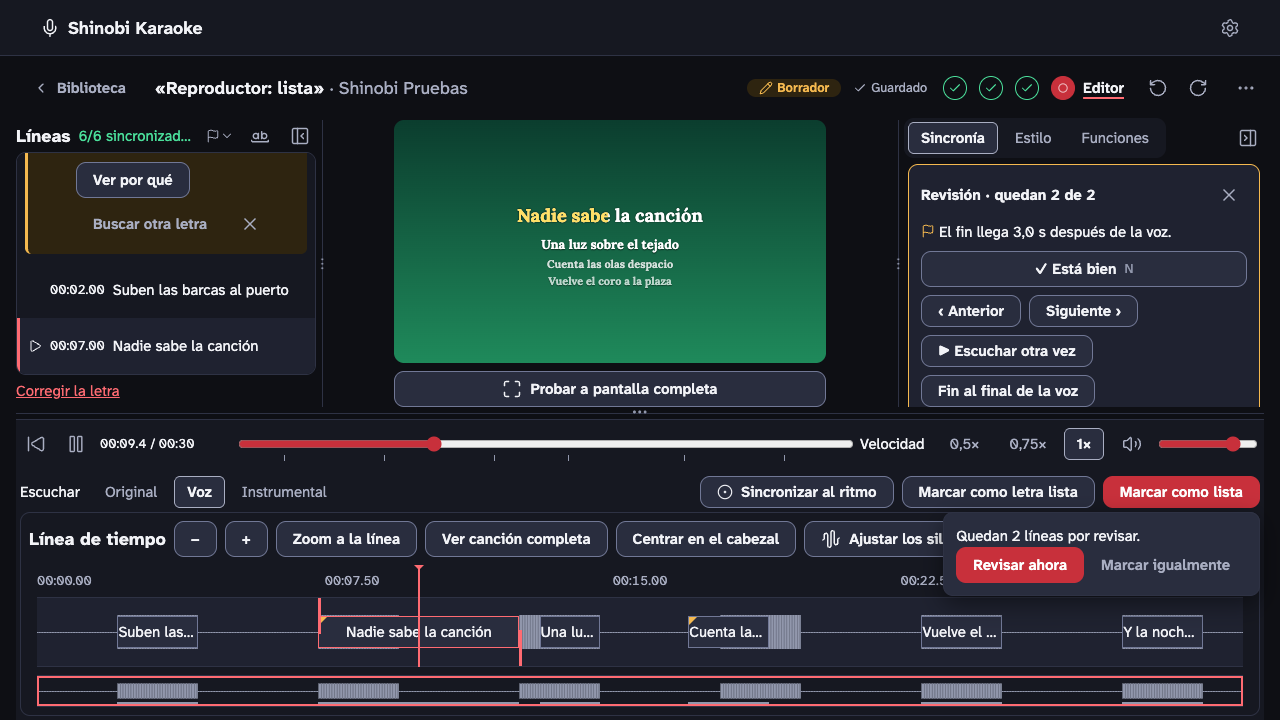 Shinobi Karaoke
Biblioteca
«Reproductor: lista» · Shinobi Pruebas
Borrador
Guardado
Editor
Líneas
6/6 sincronizad...
ab
Ver por qué
Buscar otra letra
00:02.00 Suben las barcas al puerto
00:07.00 Nadie sabe la canción
Corregir la letra
Nadie sabe la canción
Una luz sobre el tejado
Cuenta las olas despacio
Vuelve el coro a la plaza
Probar a pantalla completa
Sincronía
Estilo
Funciones
Revisión · quedan 2 de 2
El fin llega 3,0 s después de la voz.
✓ Está bien N
‹ Anterior
Siguiente ›
▶ Escuchar otra vez
Fin al final de la voz
00:09.4 / 00:30
Velocidad
0,5×
0,75×
1×
Escuchar
Original
Voz
Instrumental
Sincronizar al ritmo
Marcar como letra lista
Marcar como lista
Línea de tiempo
−
+
Zoom a la línea
Ver canción completa
Centrar en el cabezal
Ajustar los sil
Quedan 2 líneas por revisar.
Revisar ahora
Marcar igualmente
00:00.00
00:07.50
00:15.00
00:22.5
Suben las...
Nadie sabe la canción
Una lu...
Cuenta la...
Vuelve el ...
Y la noch...